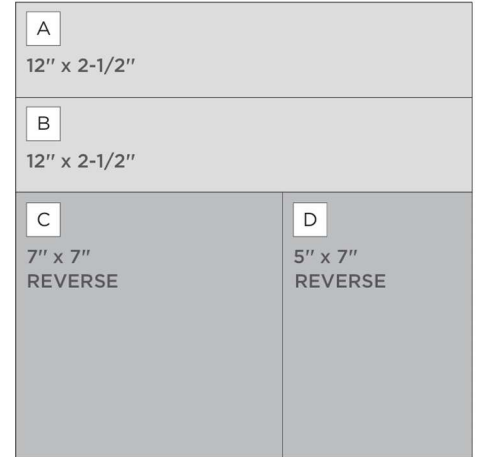 A
12" x 2-1/2"
B
12" x 2-1/2"
C
7" x 7"
REVERSE
D
5" x 7"
REVERSE